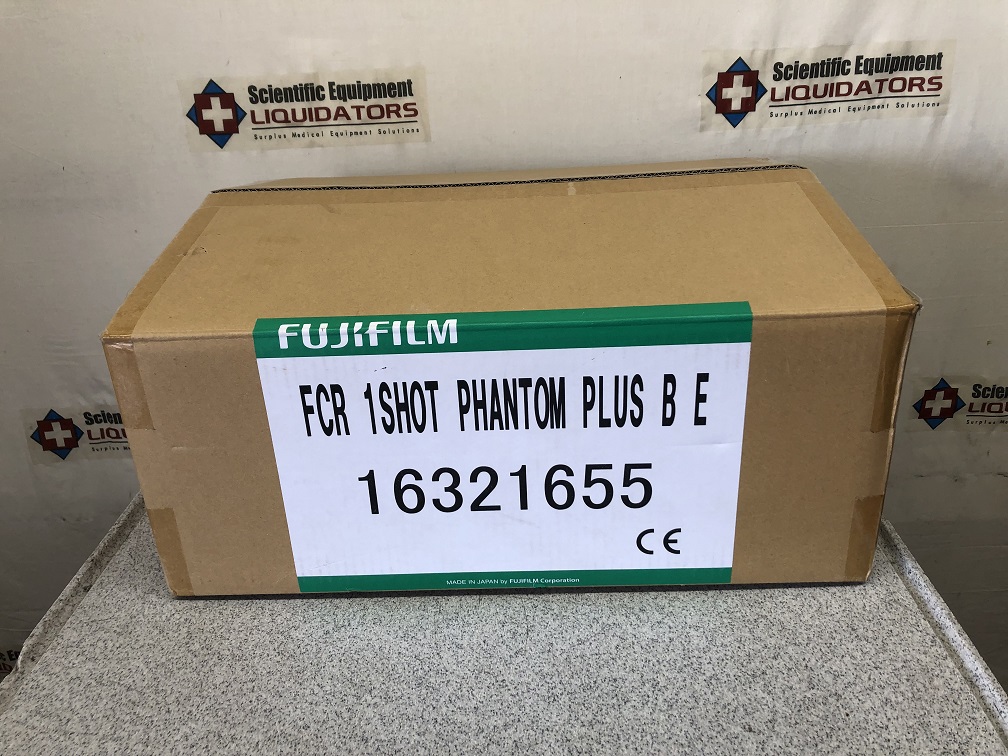 Scientific Equipment
LIQUIDATORS
Surplus Medical Equipment Solutions
Scientific Equipment
LIQUIDATORS
Surplus Medical Equipment Solutions
FUJIFILM
FCR 1SHOT PHANTOM PLUS B E
16321655
CE
MADE IN JAPAN by FUJIFILM Corporation